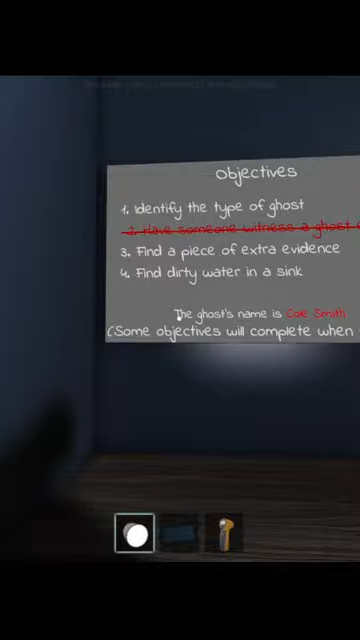 Objectives
1. Identify the type of ghost
2. Have someone witness a ghost
3. Find a piece of extra evidence
4. Find dirty water in a sink
The ghost's name is Coe Smith
(Some objectives will complete when